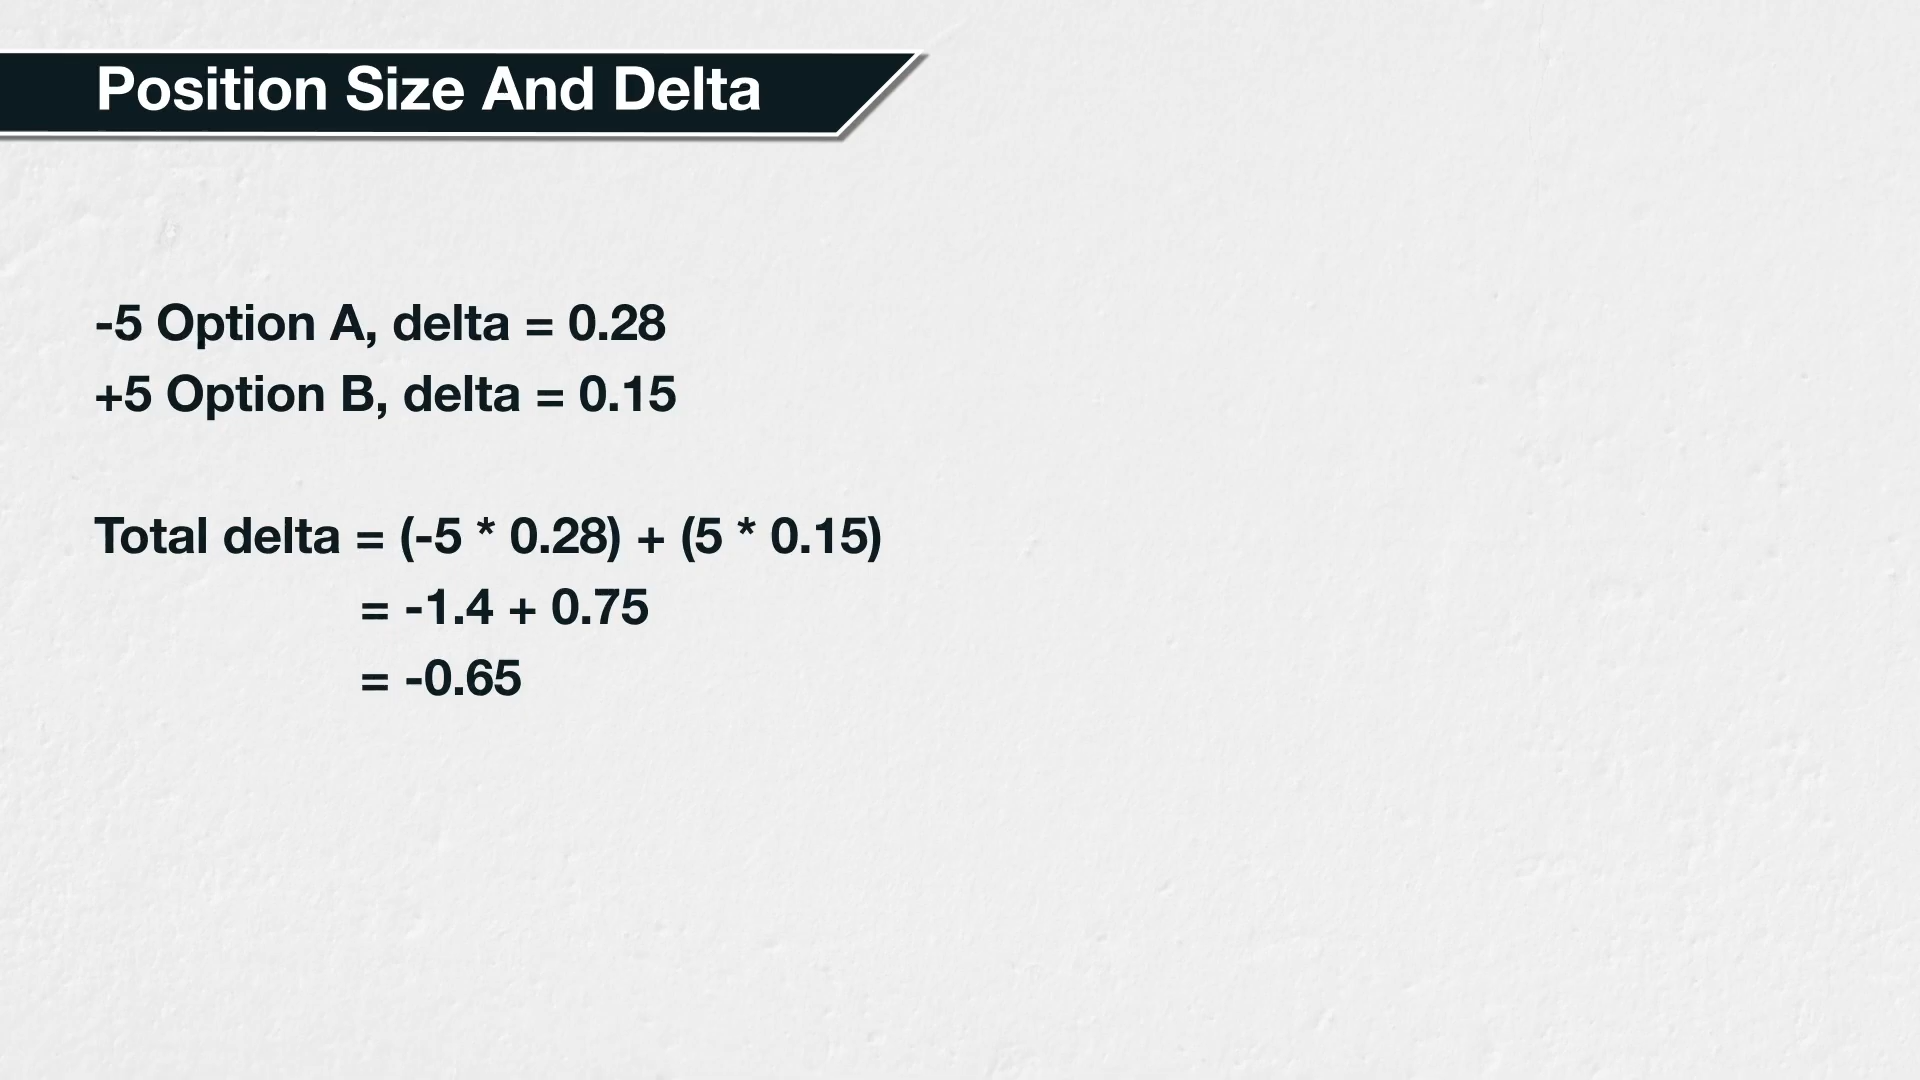 Position Size And Delta
-5 Option A, delta = 0.28
+5 Option B, delta = 0.15
Total delta = (-5 * 0.28) + (5 * 0.15)
= -1.4 + 0.75
= -0.65